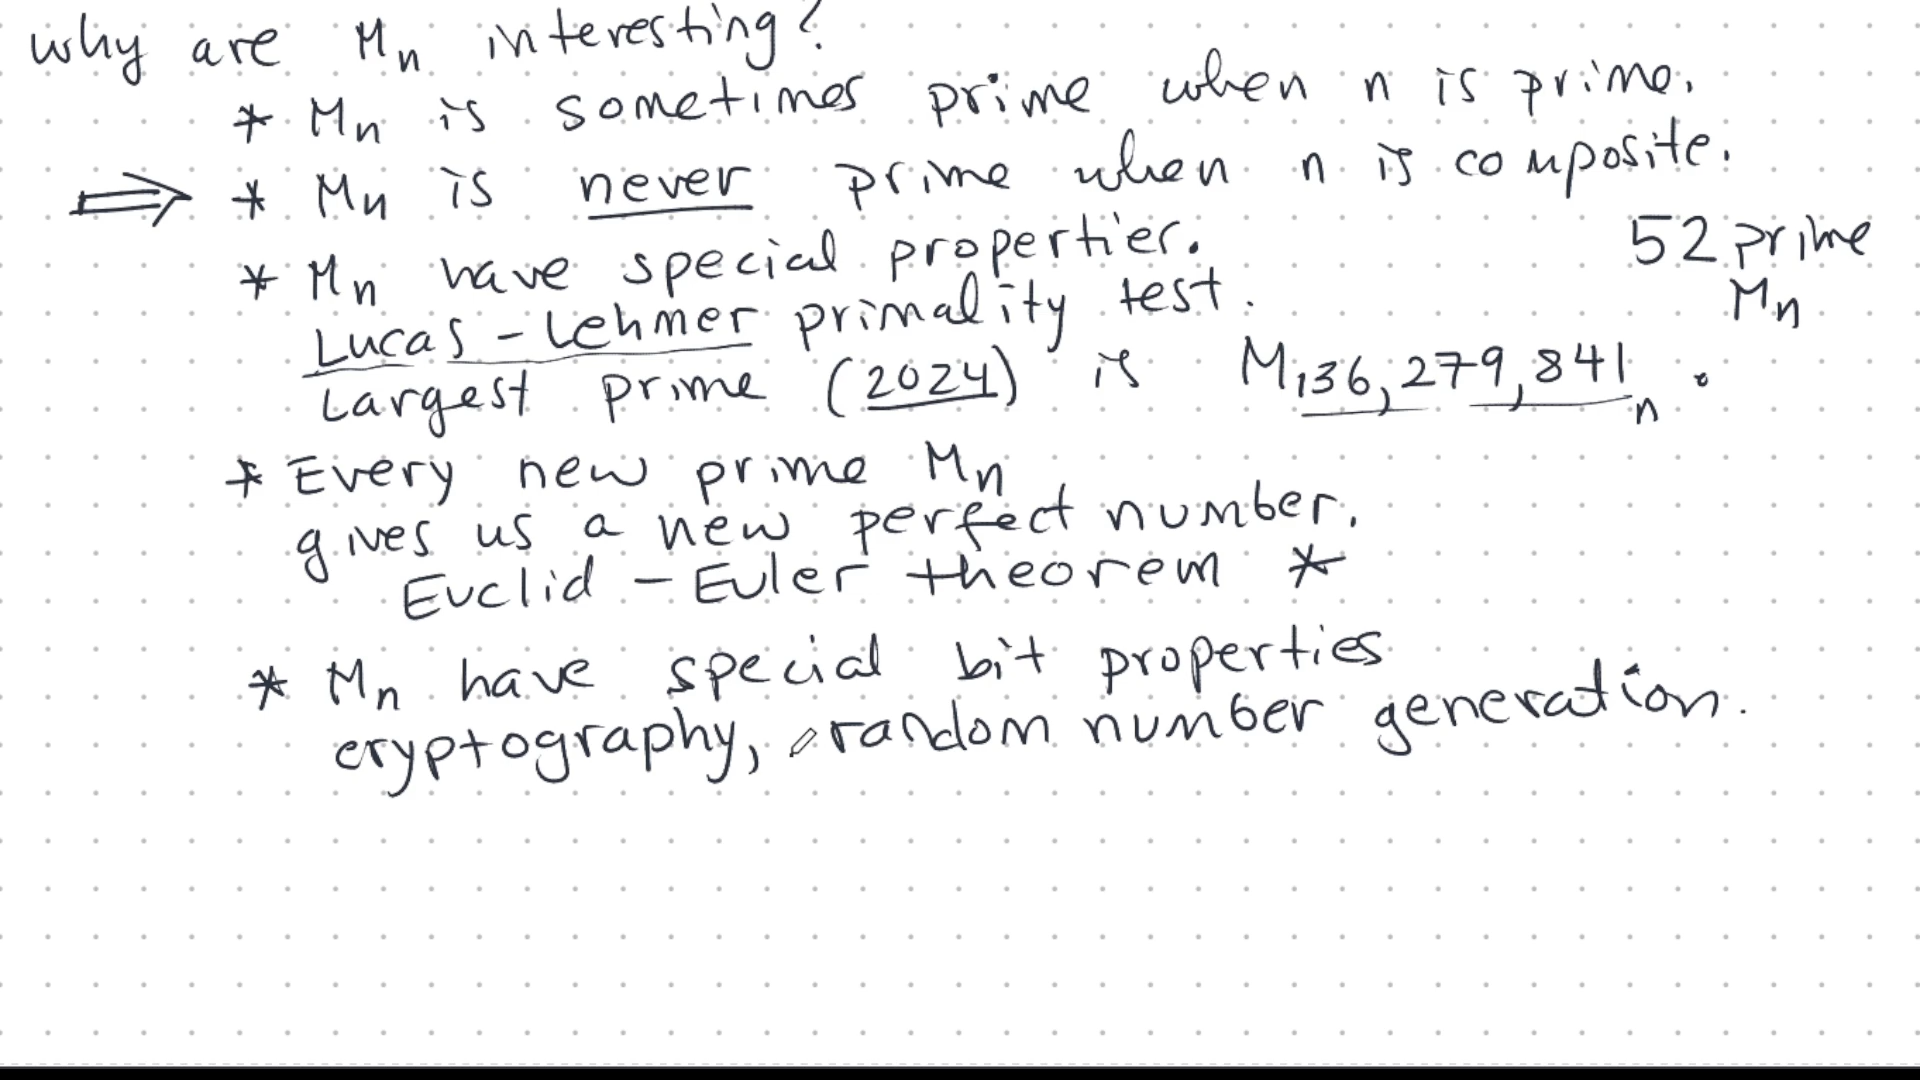 why are Mn interesting?
* Mn is sometimes prime when n is prime.
⇒ * Mn is never prime when n is composite.
* Mn have special properties.
52 prime
Mn
Lucas - Lehmer primality test.
Largest prime (2024) is M136,279,841 .
n
* Every new prime Mn
gives us a new perfect number.
Euclid - Euler theorem *
* Mn have special bit properties
cryptography, random number generation.